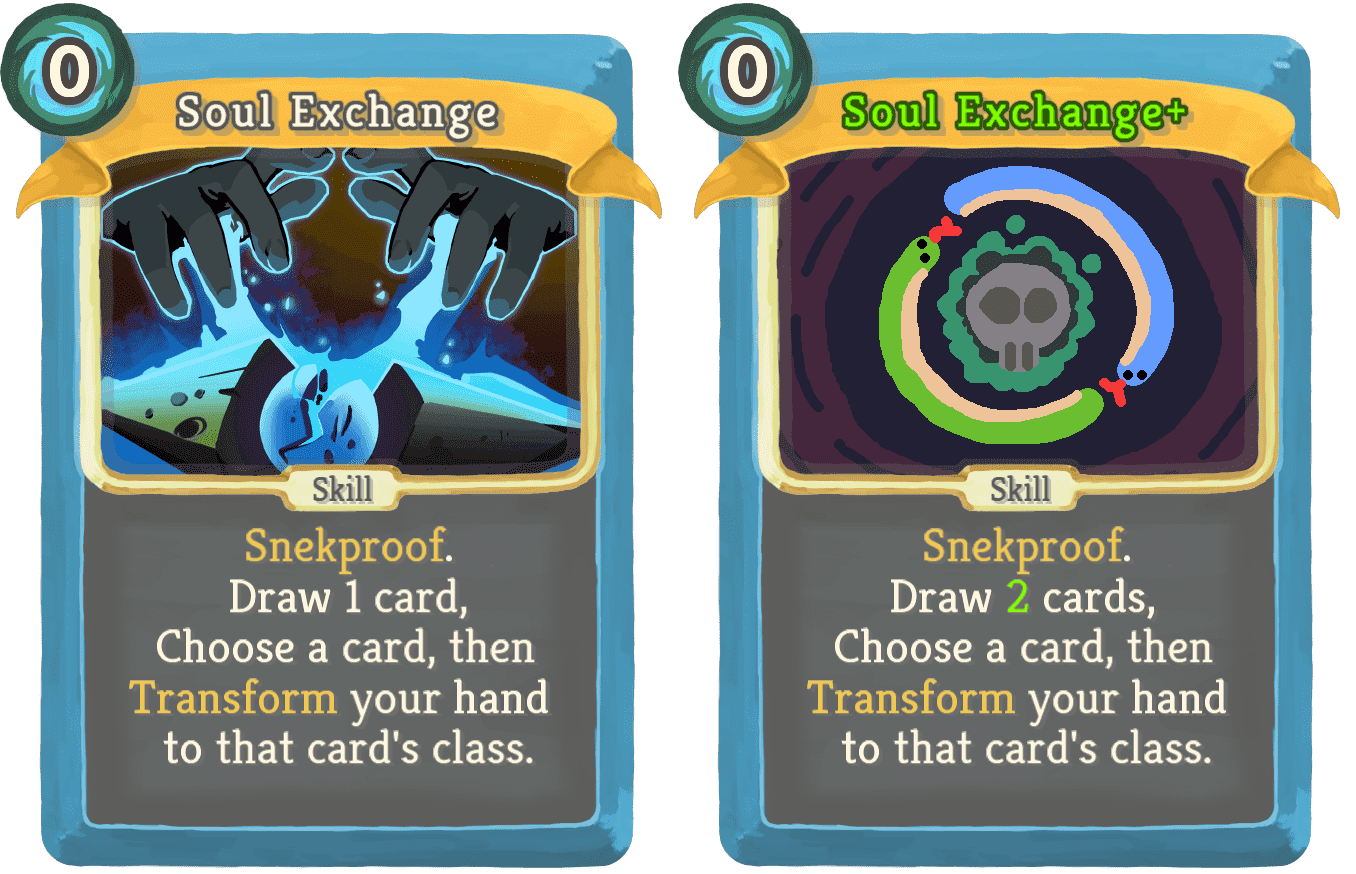 0
Soul Exchange
Skill
Snekproof.
Draw 1 card,
Choose a card, then
Transform your hand
to that card's class.
0
Soul Exchange+
Skill
Snekproof.
Draw 2 cards,
Choose a card, then
Transform your hand
to that card's class.